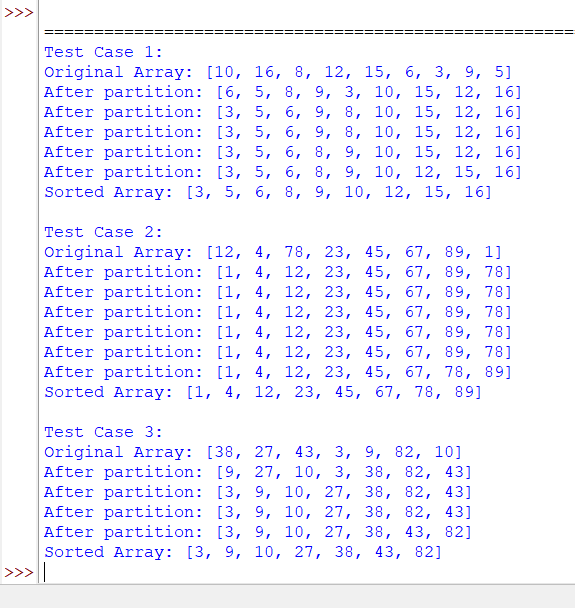 >>>
=====================================================
Test Case 1:
Original Array: [10, 16, 8, 12, 15, 6, 3, 9, 5]
After partition: [6, 5, 8, 9, 3, 10, 15, 12, 16]
After partition: [3, 5, 6, 9, 8, 10, 15, 12, 16]
After partition: [3, 5, 6, 9, 8, 10, 15, 12, 16]
After partition: [3, 5, 6, 8, 9, 10, 15, 12, 16]
After partition: [3, 5, 6, 8, 9, 10, 12, 15, 16]
Sorted Array: [3, 5, 6, 8, 9, 10, 12, 15, 16]

Test Case 2:
Original Array: [12, 4, 78, 23, 45, 67, 89, 1]
After partition: [1, 4, 12, 23, 45, 67, 89, 78]
After partition: [1, 4, 12, 23, 45, 67, 89, 78]
After partition: [1, 4, 12, 23, 45, 67, 89, 78]
After partition: [1, 4, 12, 23, 45, 67, 89, 78]
After partition: [1, 4, 12, 23, 45, 67, 89, 78]
After partition: [1, 4, 12, 23, 45, 67, 78, 89]
Sorted Array: [1, 4, 12, 23, 45, 67, 78, 89]

Test Case 3:
Original Array: [38, 27, 43, 3, 9, 82, 10]
After partition: [9, 27, 10, 3, 38, 82, 43]
After partition: [3, 9, 10, 27, 38, 82, 43]
After partition: [3, 9, 10, 27, 38, 82, 43]
After partition: [3, 9, 10, 27, 38, 43, 82]
Sorted Array: [3, 9, 10, 27, 38, 43, 82]
>>>